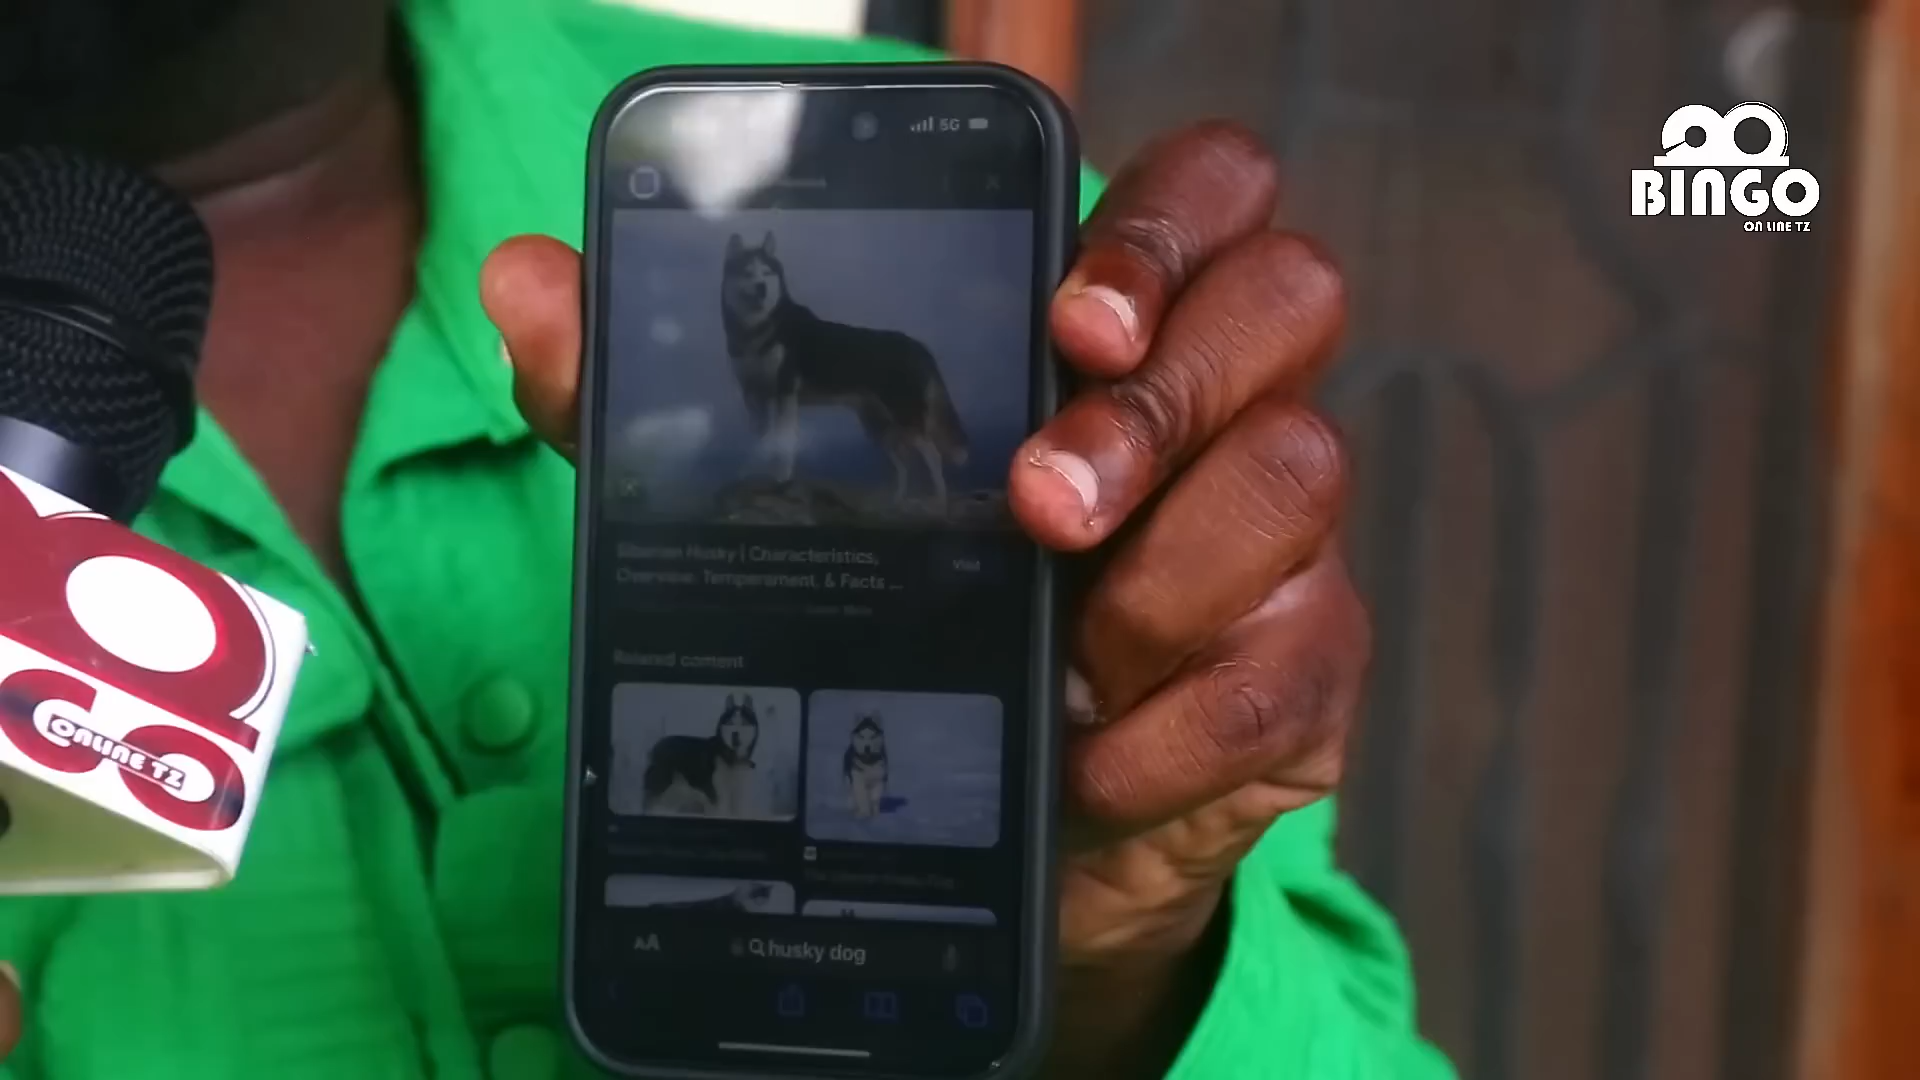 BINGO
ON LINE TZ
5G
Siberian Husky | Characteristics,
Overview, Temperament, & Facts ...
Visit
Related content
ONLINE TZ
AA
husky dog